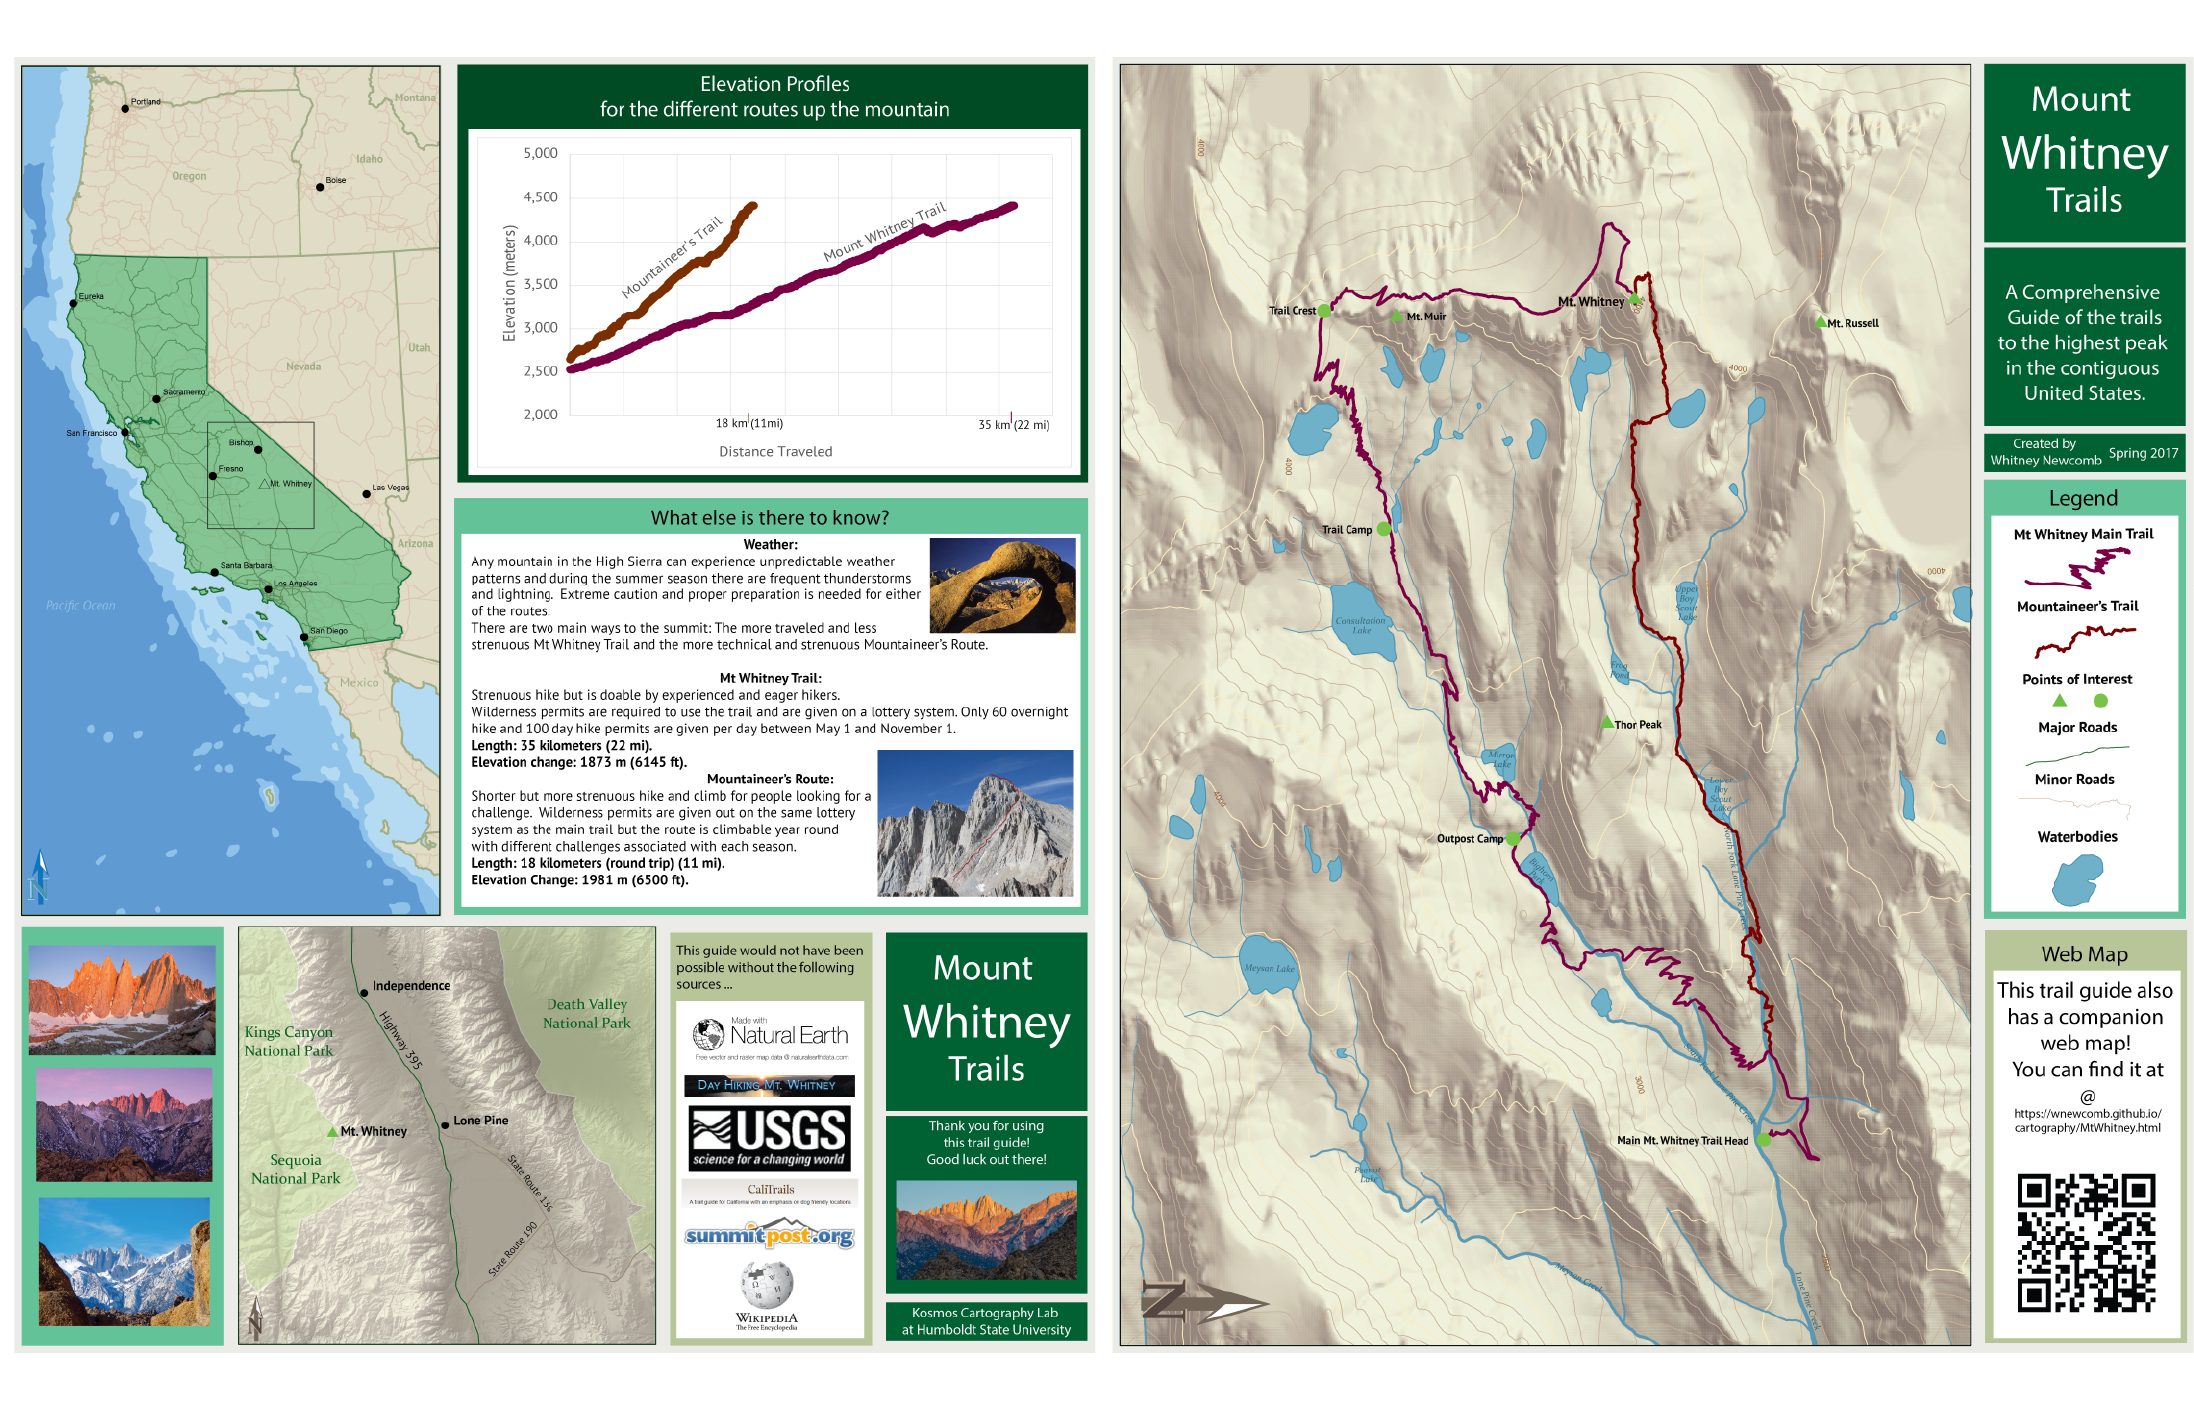 Portland
Montana
Idaho
Boise
Oregon
Eureka
Nevada
Utah
Sacramento
San Francisco
Bishop
Fresno
Mt. Whitney
Las Vegas
Arizona
Santa Barbara
Los Angeles
Pacific Ocean
San Diego
Mexico
N
Elevation Profiles
for the different routes up the mountain
5,000
4,500
4,000
3,500
3,000
2,500
2,000
Elevation (meters)
Mountaineer's Trail
Mount Whitney Trail
18 km (11mi)
35 km (22 mi)
Distance Traveled
What else is there to know?
Weather:
Any mountain in the High Sierra can experience unpredictable weather
patterns and during the summer season there are frequent thunderstorms
and lightning. Extreme caution and proper preparation is needed for either
of the routes.
There are two main ways to the summit: The more traveled and less
strenuous Mt Whitney Trail and the more technical and strenuous Mountaineer's Route.
Mt Whitney Trail:
Strenuous hike but is doable by experienced and eager hikers.
Wilderness permits are required to use the trail and are given on a lottery system. Only 60 overnight
hike and 100 day hike permits are given per day between May 1 and November 1.
Length: 35 kilometers (22 mi).
Elevation change: 1873 m (6145 ft).
Mountaineer's Route:
Shorter but more strenuous hike and climb for people looking for a
challenge. Wilderness permits are given out on the same lottery
system as the main trail but the route is climbable year round
with different challenges associated with each season.
Length: 18 kilometers (round trip) (11 mi).
Elevation Change: 1981 m (6500 ft).
Independence
Highway 395
Death Valley
National Park
Kings Canyon
National Park
Mt. Whitney
Lone Pine
Sequoia
National Park
State Route 136
State Route 190
N
This guide would not have been
possible without the following
sources ...
Made with
Natural Earth
Free vector and raster map data @ naturalearthdata.com
Day Hiking Mt. Whitney
USGS
science for a changing world
CaliTrails
A trail guide for California with an emphasis on dog friendly locations.
summitpost.org
Wikipedia
The Free Encyclopedia
Mount
Whitney
Trails
Thank you for using
this trail guide!
Good luck out there!
Kosmos Cartography Lab
at Humboldt State University
4000
Trail Crest
Mt. Muir
Mt. Whitney
Mt. Russell
4000
4000
Trail Camp
4000
Upper
Boy
Scout
Lake
Consultation
Lake
Frog
Pond
Thor Peak
Mirror
Lake
Lower
Boy
Scout
Lake
4000
Outpost Camp
Bighorn
Park
North Fork Lone Pine Creek
Meysan Lake
South Fork Lone Pine Creek
3000
Main Mt. Whitney Trail Head
Peanut
Lake
Meysan Creek
Lone Pine Creek
N
Mount
Whitney
Trails
A Comprehensive
Guide of the trails
to the highest peak
in the contiguous
United States.
Created by
Whitney Newcomb
Spring 2017
Legend
Mt Whitney Main Trail
Mountaineer's Trail
Points of Interest
Major Roads
Minor Roads
Waterbodies
Web Map
This trail guide also
has a companion
web map!
You can find it at
@
https://wnewcomb.github.io/
cartography/MtWhitney.html